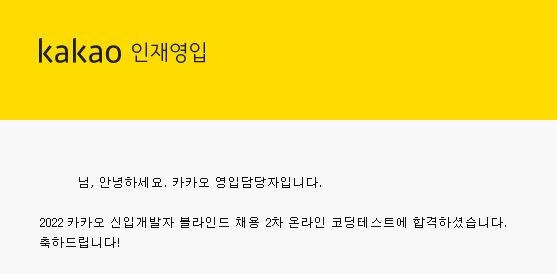 kakao 인재영입
님, 안녕하세요. 카카오 영입담당자입니다.
2022 카카오 신입개발자 블라인드 채용 2차 온라인 코딩테스트에 합격하셨습니다.
축하드립니다!